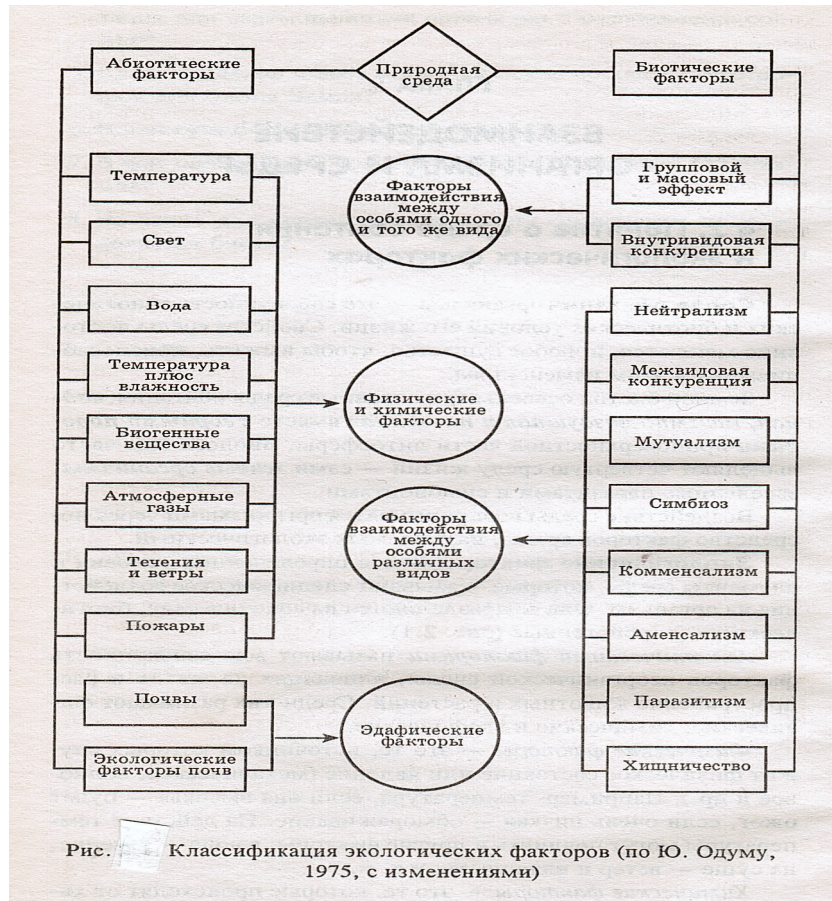 Абиотические
факторы
Природная
среда
Биотические
факторы
Температура
Свет
Вода
Температура
плюс
влажность
Биогенные
веществы
Атмосферные
газы
Течения
и ветры
Пожары
Почвы
Экологические
факторы почв
Факторы
взаимодействия
между
особями одного
и того же вида
Физические
и химические
факторы
Факторы
взаимодействия
между
особями
различных
видов
Эдафические
факторы
Групповой
и массовый
эффект
Внутривидовая
конкуренция
Нейтрализм
Межвидовая
конкуренция
Мутуализм
Симбиоз
Комменсализм
Аменсализм
Паразитизм
Хищничество
Рис. Классификация экологических факторов (по Ю. Одуму,
1975, с изменениями)